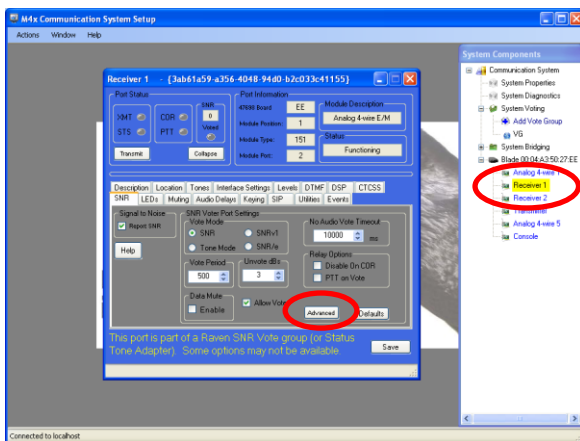 M4x Communication System Setup
Actions Window Help
System Components
Communication System
System Properties
System Diagnostics
System Voting
Add Vote Group
VG
System Bridging
Blade 00:04:A3:50:27:EE
Analog 4-wire 1
Receiver 1
Receiver 2
Transmitter
Analog 4-wire 5
Console
Receiver 1 - {3ab61a59-a356-4048-94d0-b2c033c41155}
Port Status
XMT COR
STS PTT
SNR
0
Voted
Transmit Collapse
Port Information
47688 Board: EE
Module Position: 1
Module Type: 151
Module Port: 2
Module Description
Analog 4-wire E/M
Status
Functioning
Description Location Tones Interface Settings Levels DTMF DSP CTCSS
SNR LEDs Muting Audio Delays Keying SIP Utilities Events
Signal to Noise
Report SNR
Help
SNR Voter Port Settings
Vote Mode
SNR SNRv1
Tone Mode SNR/e
No Audio Vote Timeout
10000 ms
Vote Period
500
Unvote dBs
3
Relay Options
Disable On COR
PTT on Vote
Data Mute
Enable
Allow Vote
Advanced
Defaults
This port is part of a Raven SNR Vote group (or Status
Tone Adapter). Some options may not be available.
Save
Connected to localhost